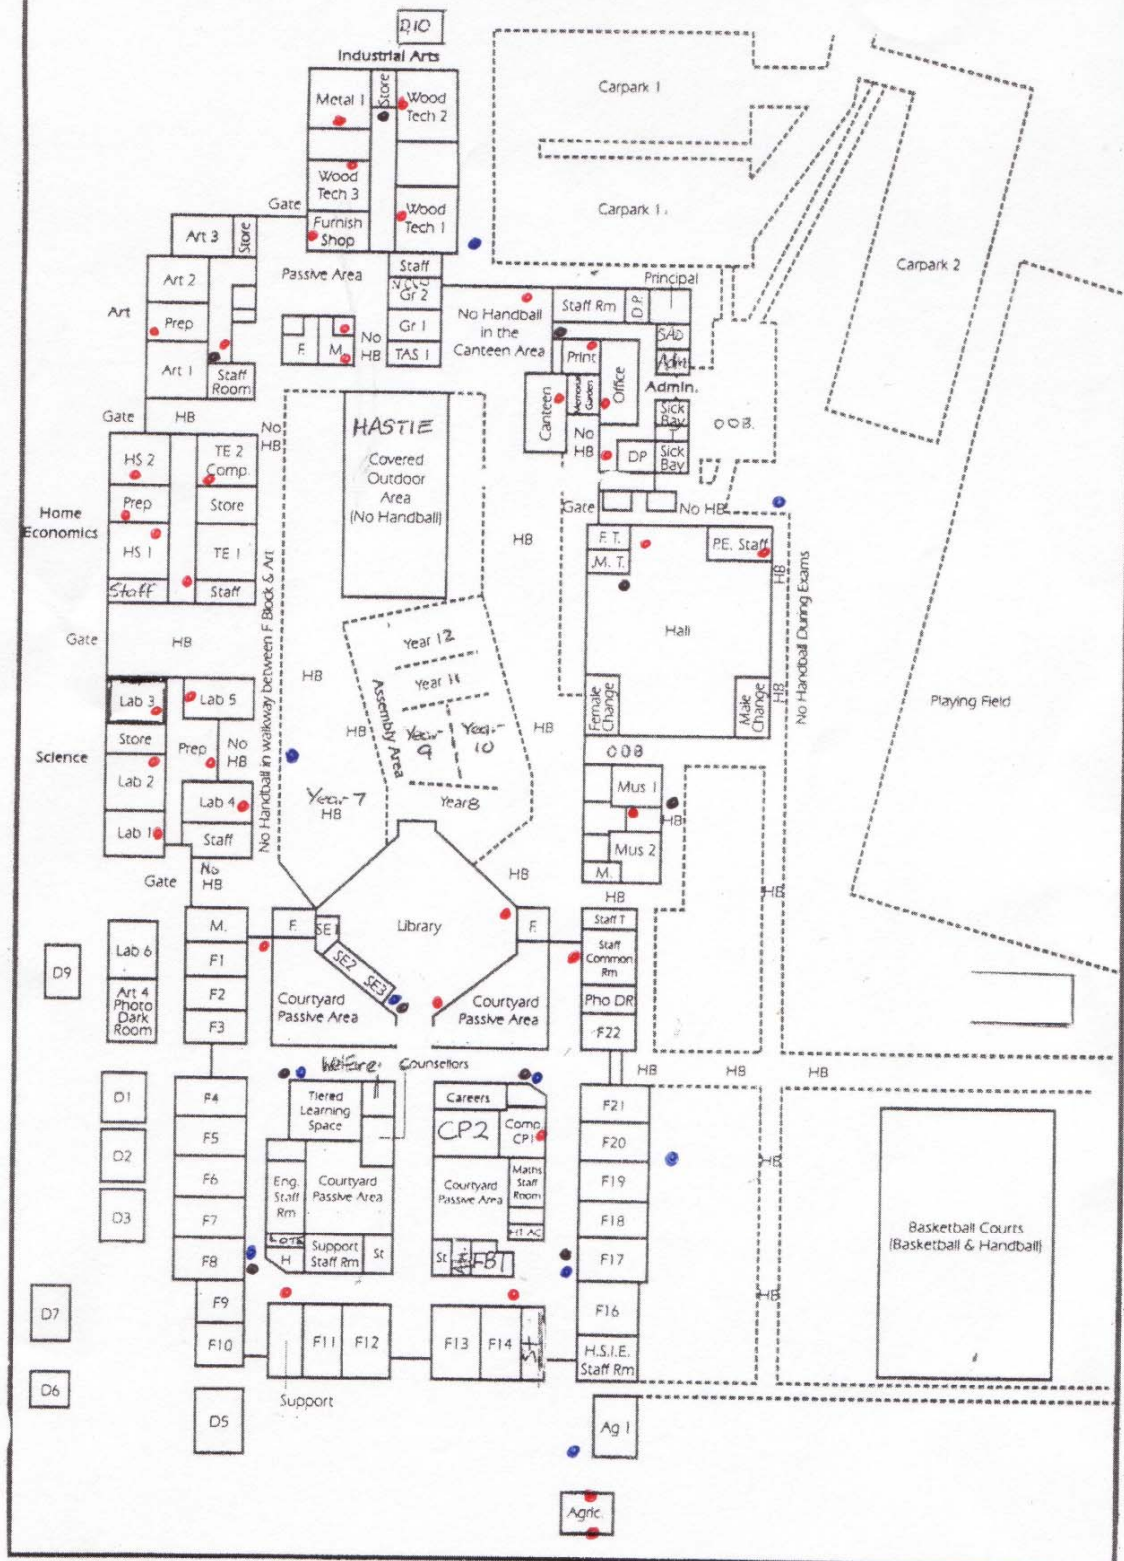 D10
Industrial Arts
Metal 1
Store
Wood
Tech 2
Carpark 1
Wood
Tech 3
Gate
Furnish
Shop
Wood
Tech 1
Carpark 1
Art 3
Store
Staff
Passive Area
Carpark 2
Principal
Art 2
Gr 2
Staff Rm
D.P.
No Handball
in the
Canteen Area
Art
Prep
Gr 1
F.
M.
No
HB
TAS 1
Print
Adm
Art 1
Staff
Room
Canteen
Memorial
Garden
Office
Admin.
Gate
HB
No
HB
HASTIE
Covered
Outdoor
Area
(No Handball)
No
HB
Sick
Bay
T
DP
Sick
Bay
OOB.
HS 2
TE 2
Comp.
Home
Economics
Prep
Store
Gate
No HB
HB
F. T.
M. T.
P.E. Staff
HB
HS 1
TE 1
Staff
Staff
No Handball in walkway between F Block & Art
No Handball During Exams
Hall
Gate
HB
Year 12
Year 11
Assembly Area
Year
9
Year
10
HB
HB
HB
Female
Change
Male
Change
HB
Playing Field
Lab 3
Lab 5
Science
Store
Prep
No
HB
OOB
Lab 2
Lab 4
Year 7
HB
Year 8
Mus 1
HB
Lab 1
Staff
Mus 2
M.
Gate
No
HB
HB
HB
HB
M.
F.
SE1
Library
F.
Staff T
Lab 6
F1
SE2
SE3
Staff
Common
Rm
D9
Art 4
Photo
Dark
Room
F2
Courtyard
Passive Area
Courtyard
Passive Area
Pho DR
F3
F22
Welfare
Counsellors
HB
HB
HB
D1
F4
Tiered
Learning
Space
Careers
F21
CP2
Comp
CP1
D2
F5
F20
HB
F6
Eng.
Staff
Rm
Courtyard
Passive Area
Courtyard
Passive Area
Maths
Staff
Room
F19
D3
F7
HT AC
F18
Basketball Courts
(Basketball & Handball)
F8
LOTE
H
Support
Staff Rm
St
St
FB1
F17
HB
D7
F9
F16
F10
F11
F12
F13
F14
H.S.I.E.
Staff Rm
D6
D5
Support
Ag 1
Agric.